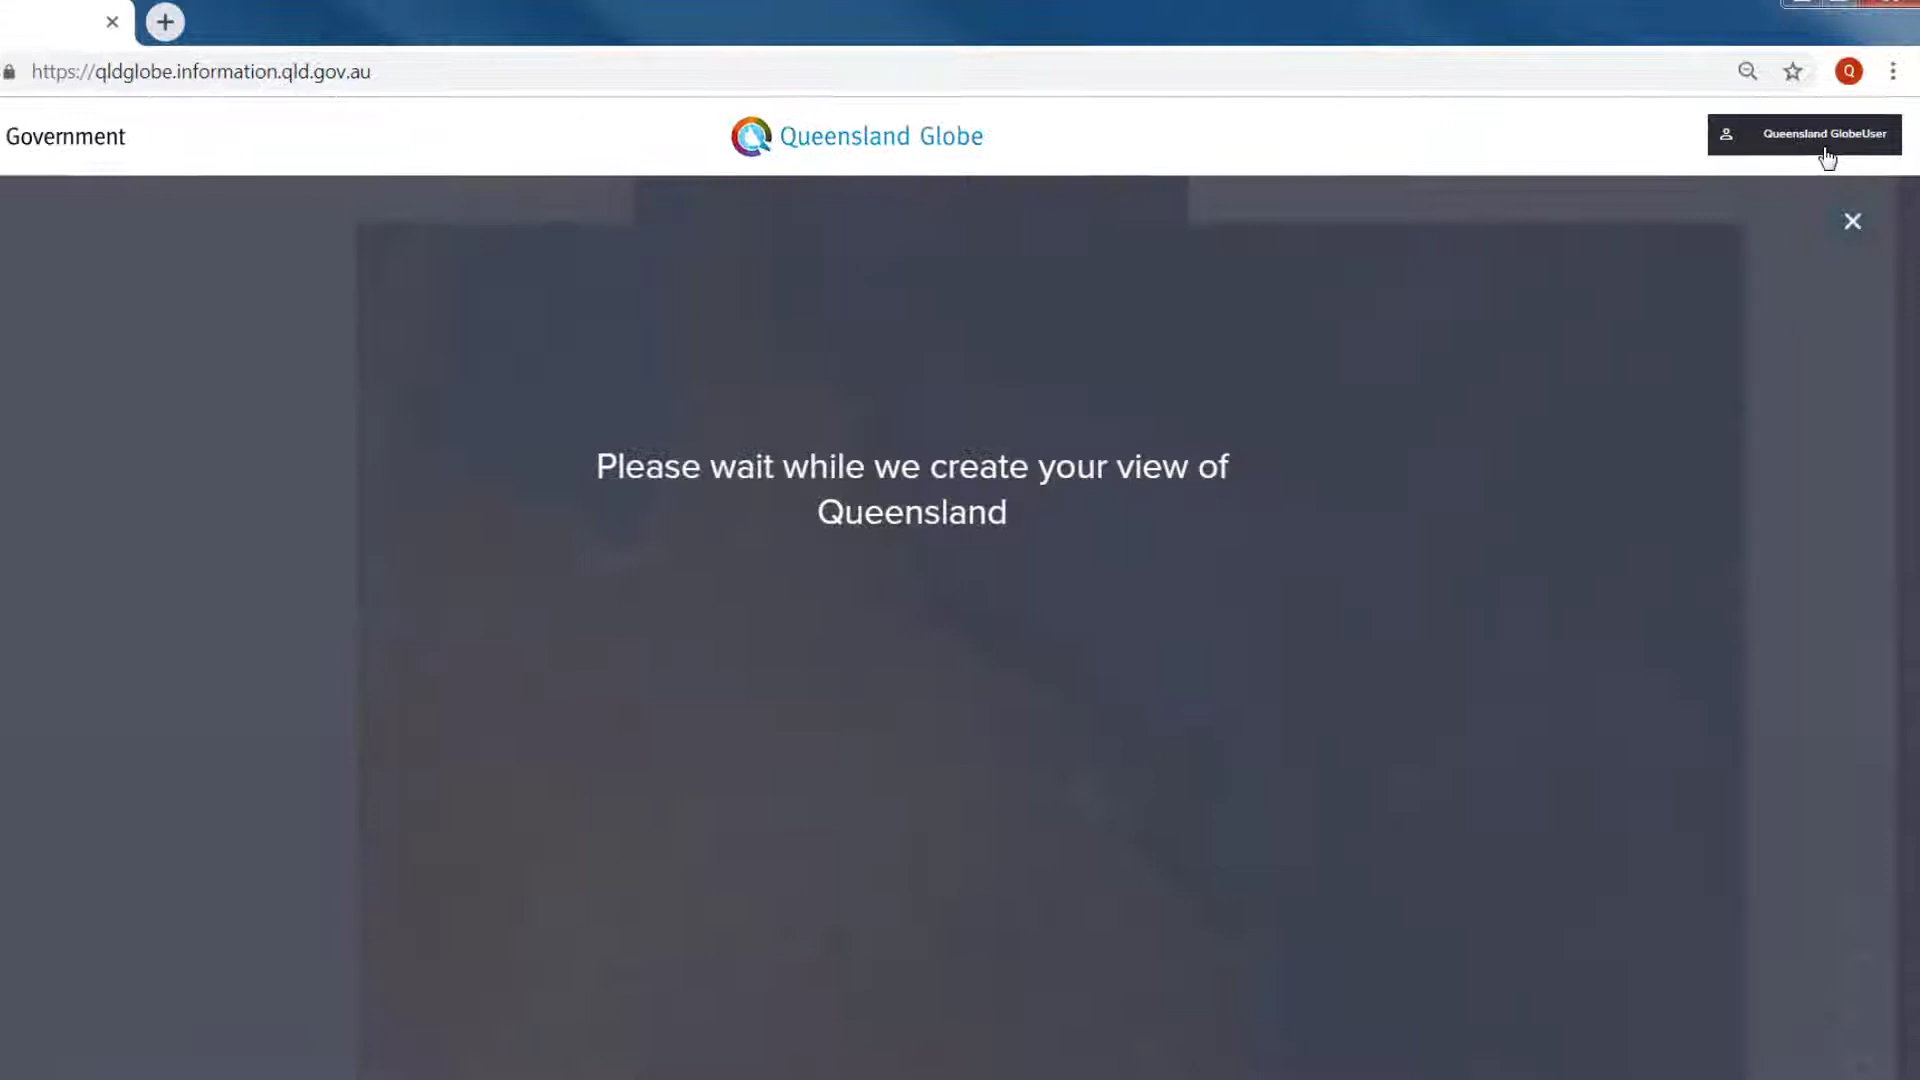 https://qldglobe.information.qld.gov.au
Q
Government
Queensland Globe
Queensland GlobeUser
Please wait while we create your view of
Queensland